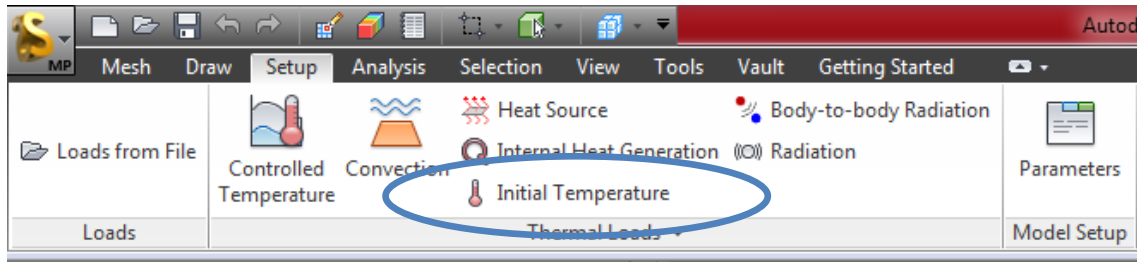 Autod
MP Mesh Draw Setup Analysis Selection View Tools Vault Getting Started
Loads from File
Controlled Temperature
Convection
Heat Source
Internal Heat Generation
Initial Temperature
Body-to-body Radiation
Radiation
Parameters
Loads
Thermal Loads
Model Setup